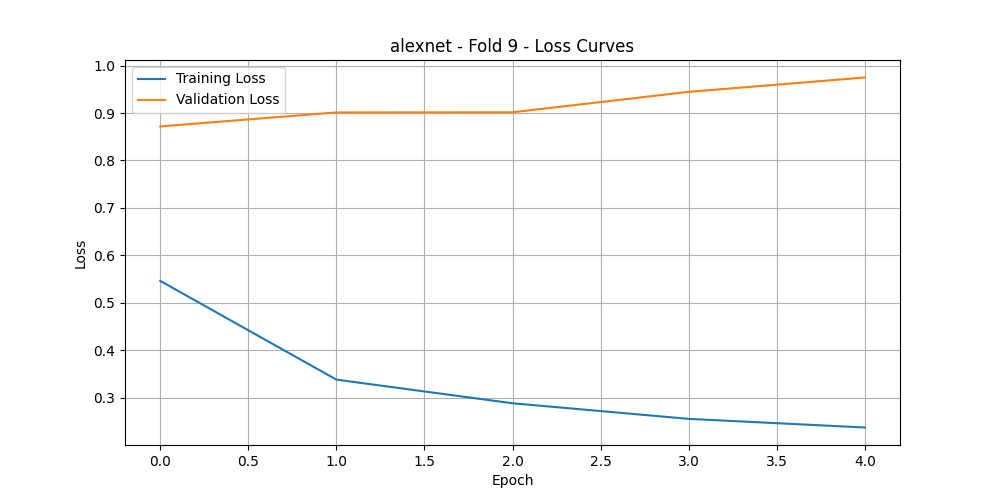 alexnet - Fold 9 - Loss Curves
Training Loss
Validation Loss
1.0
0.9
0.8
0.7
0.6
0.5
0.4
0.3
Loss
0.0 0.5 1.0 1.5 2.0 2.5 3.0 3.5 4.0
Epoch